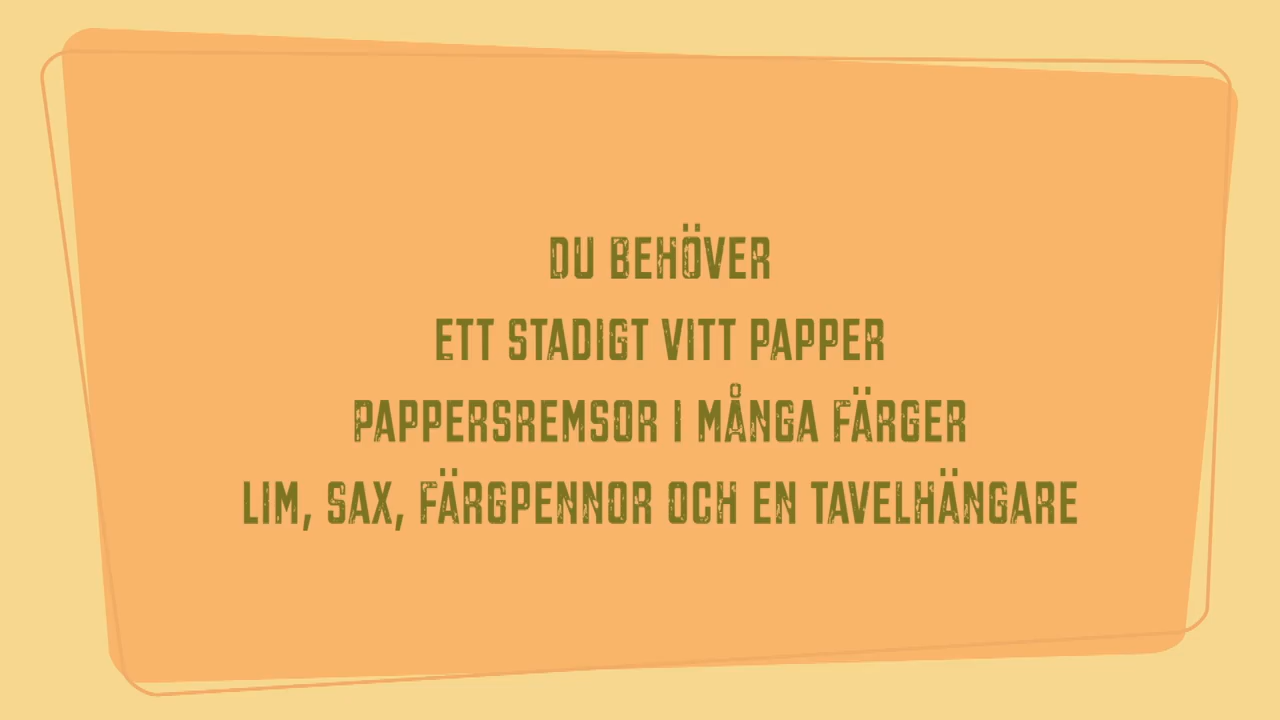 DU BEHÖVER
ETT STADIGT VITT PAPPER
PAPPERSREMSOR I MÅNGA FÄRGER
LIM, SAX, FÄRGPENNOR OCH EN TAVELHÄNGARE